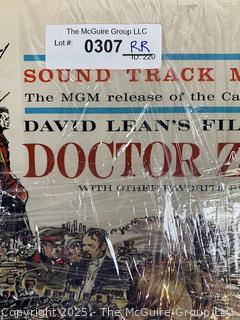 The McGuire Group LLC
Lot #:
0307 RR
ID: 220
SOUND TRACK M
The MGM release of the Ca
DAVID LEAN'S FIL
DOCTOR Z
WITH OTHER FAVORITE
Copyright 2025, The McGuire Group LLC